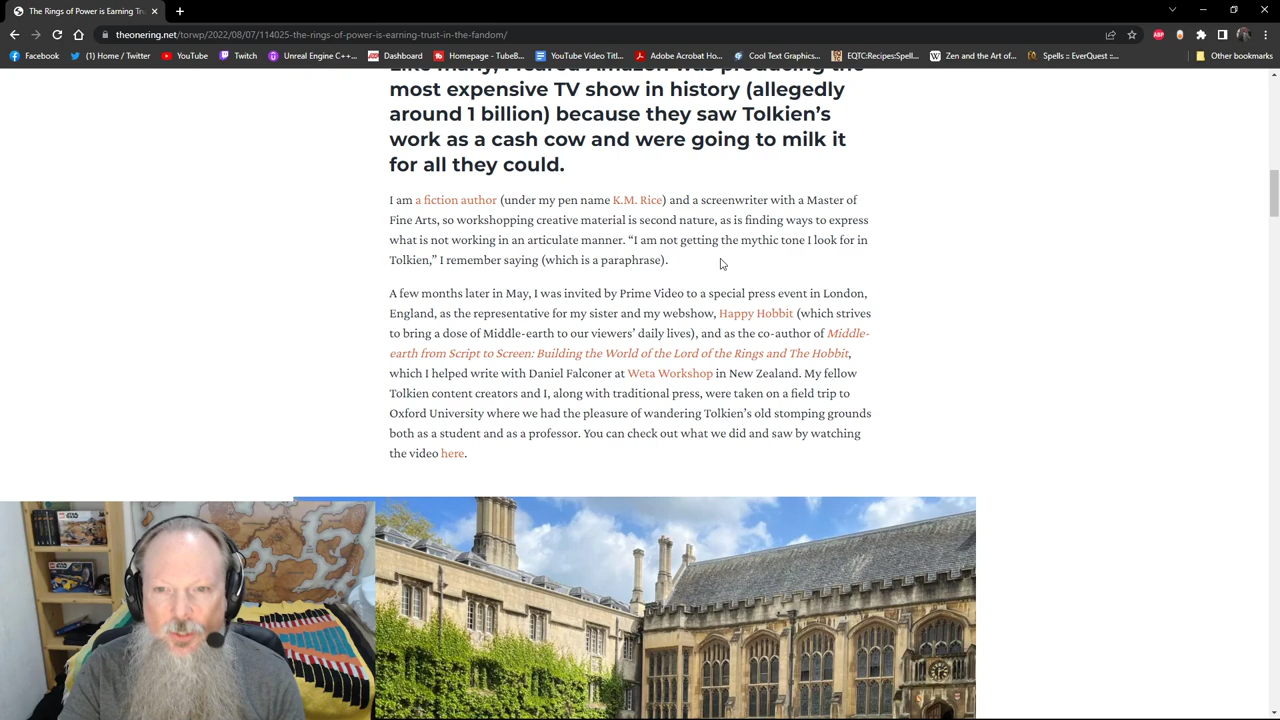 The Rings of Power is Earning Tru
theonering.net/torwp/2022/08/07/114025-the-rings-of-power-is-earning-trust-in-the-fandom/
Facebook
(1) Home / Twitter
YouTube
Twitch
Unreal Engine C++...
Dashboard
Homepage - TubeB...
YouTube Video Titl...
Adobe Acrobat Ho...
Cool Text Graphics...
EQTC:Recipes:Spell...
Zen and the Art of...
Spells :: EverQuest ::...
Other bookmarks
Like many, I feared Amazon was producing the
most expensive TV show in history (allegedly
around 1 billion) because they saw Tolkien’s
work as a cash cow and were going to milk it
for all they could.
I am a fiction author (under my pen name K.M. Rice) and a screenwriter with a Master of
Fine Arts, so workshopping creative material is second nature, as is finding ways to express
what is not working in an articulate manner. “I am not getting the mythic tone I look for in
Tolkien,” I remember saying (which is a paraphrase).
A few months later in May, I was invited by Prime Video to a special press event in London,
England, as the representative for my sister and my webshow, Happy Hobbit (which strives
to bring a dose of Middle-earth to our viewers’ daily lives), and as the co-author of Middle-
earth from Script to Screen: Building the World of the Lord of the Rings and The Hobbit,
which I helped write with Daniel Falconer at Weta Workshop in New Zealand. My fellow
Tolkien content creators and I, along with traditional press, were taken on a field trip to
Oxford University where we had the pleasure of wandering Tolkien’s old stomping grounds
both as a student and as a professor. You can check out what we did and saw by watching
the video here.